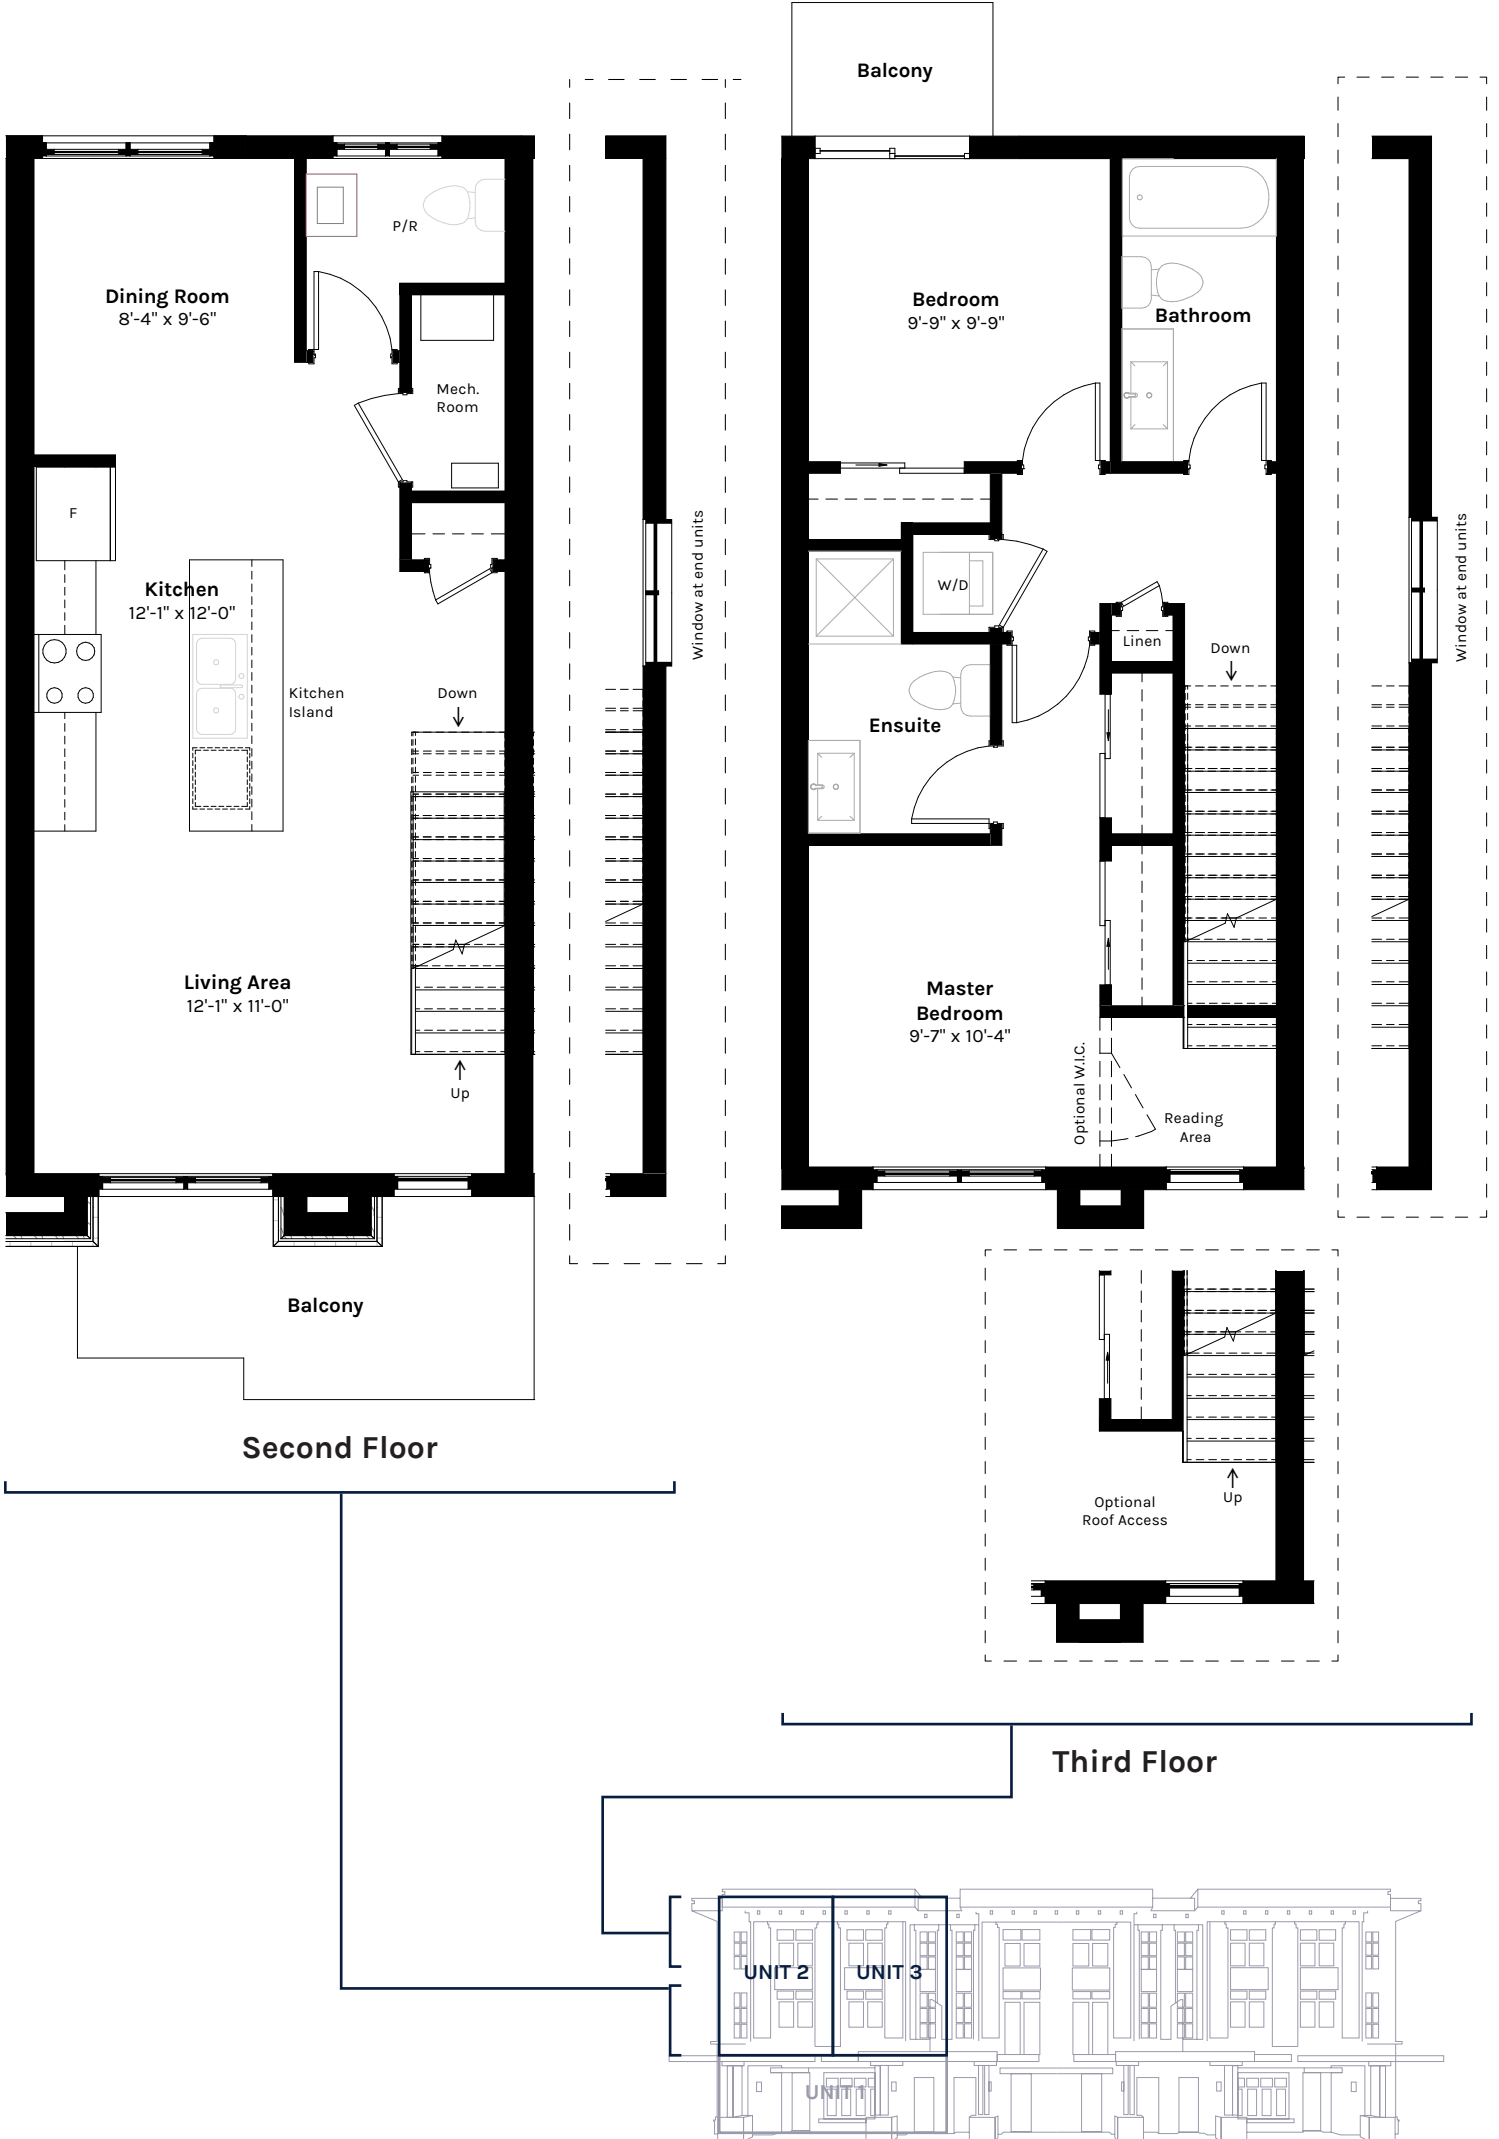 Balcony
P/R
Dining Room
8'-4" x 9'-6"
Mech.
Room
F
Kitchen
12'-1" x 12'-0"
Kitchen
Island
Down
Living Area
12'-1" x 11'-0"
Up
Balcony
Window at end units
Second Floor
Bedroom
9'-9" x 9'-9"
Bathroom
W/D
Linen
Down
Ensuite
Master
Bedroom
9'-7" x 10'-4"
Optional W.I.C.
Reading
Area
Window at end units
Optional
Roof Access
Up
Third Floor
UNIT 2
UNIT 3
UNIT 1